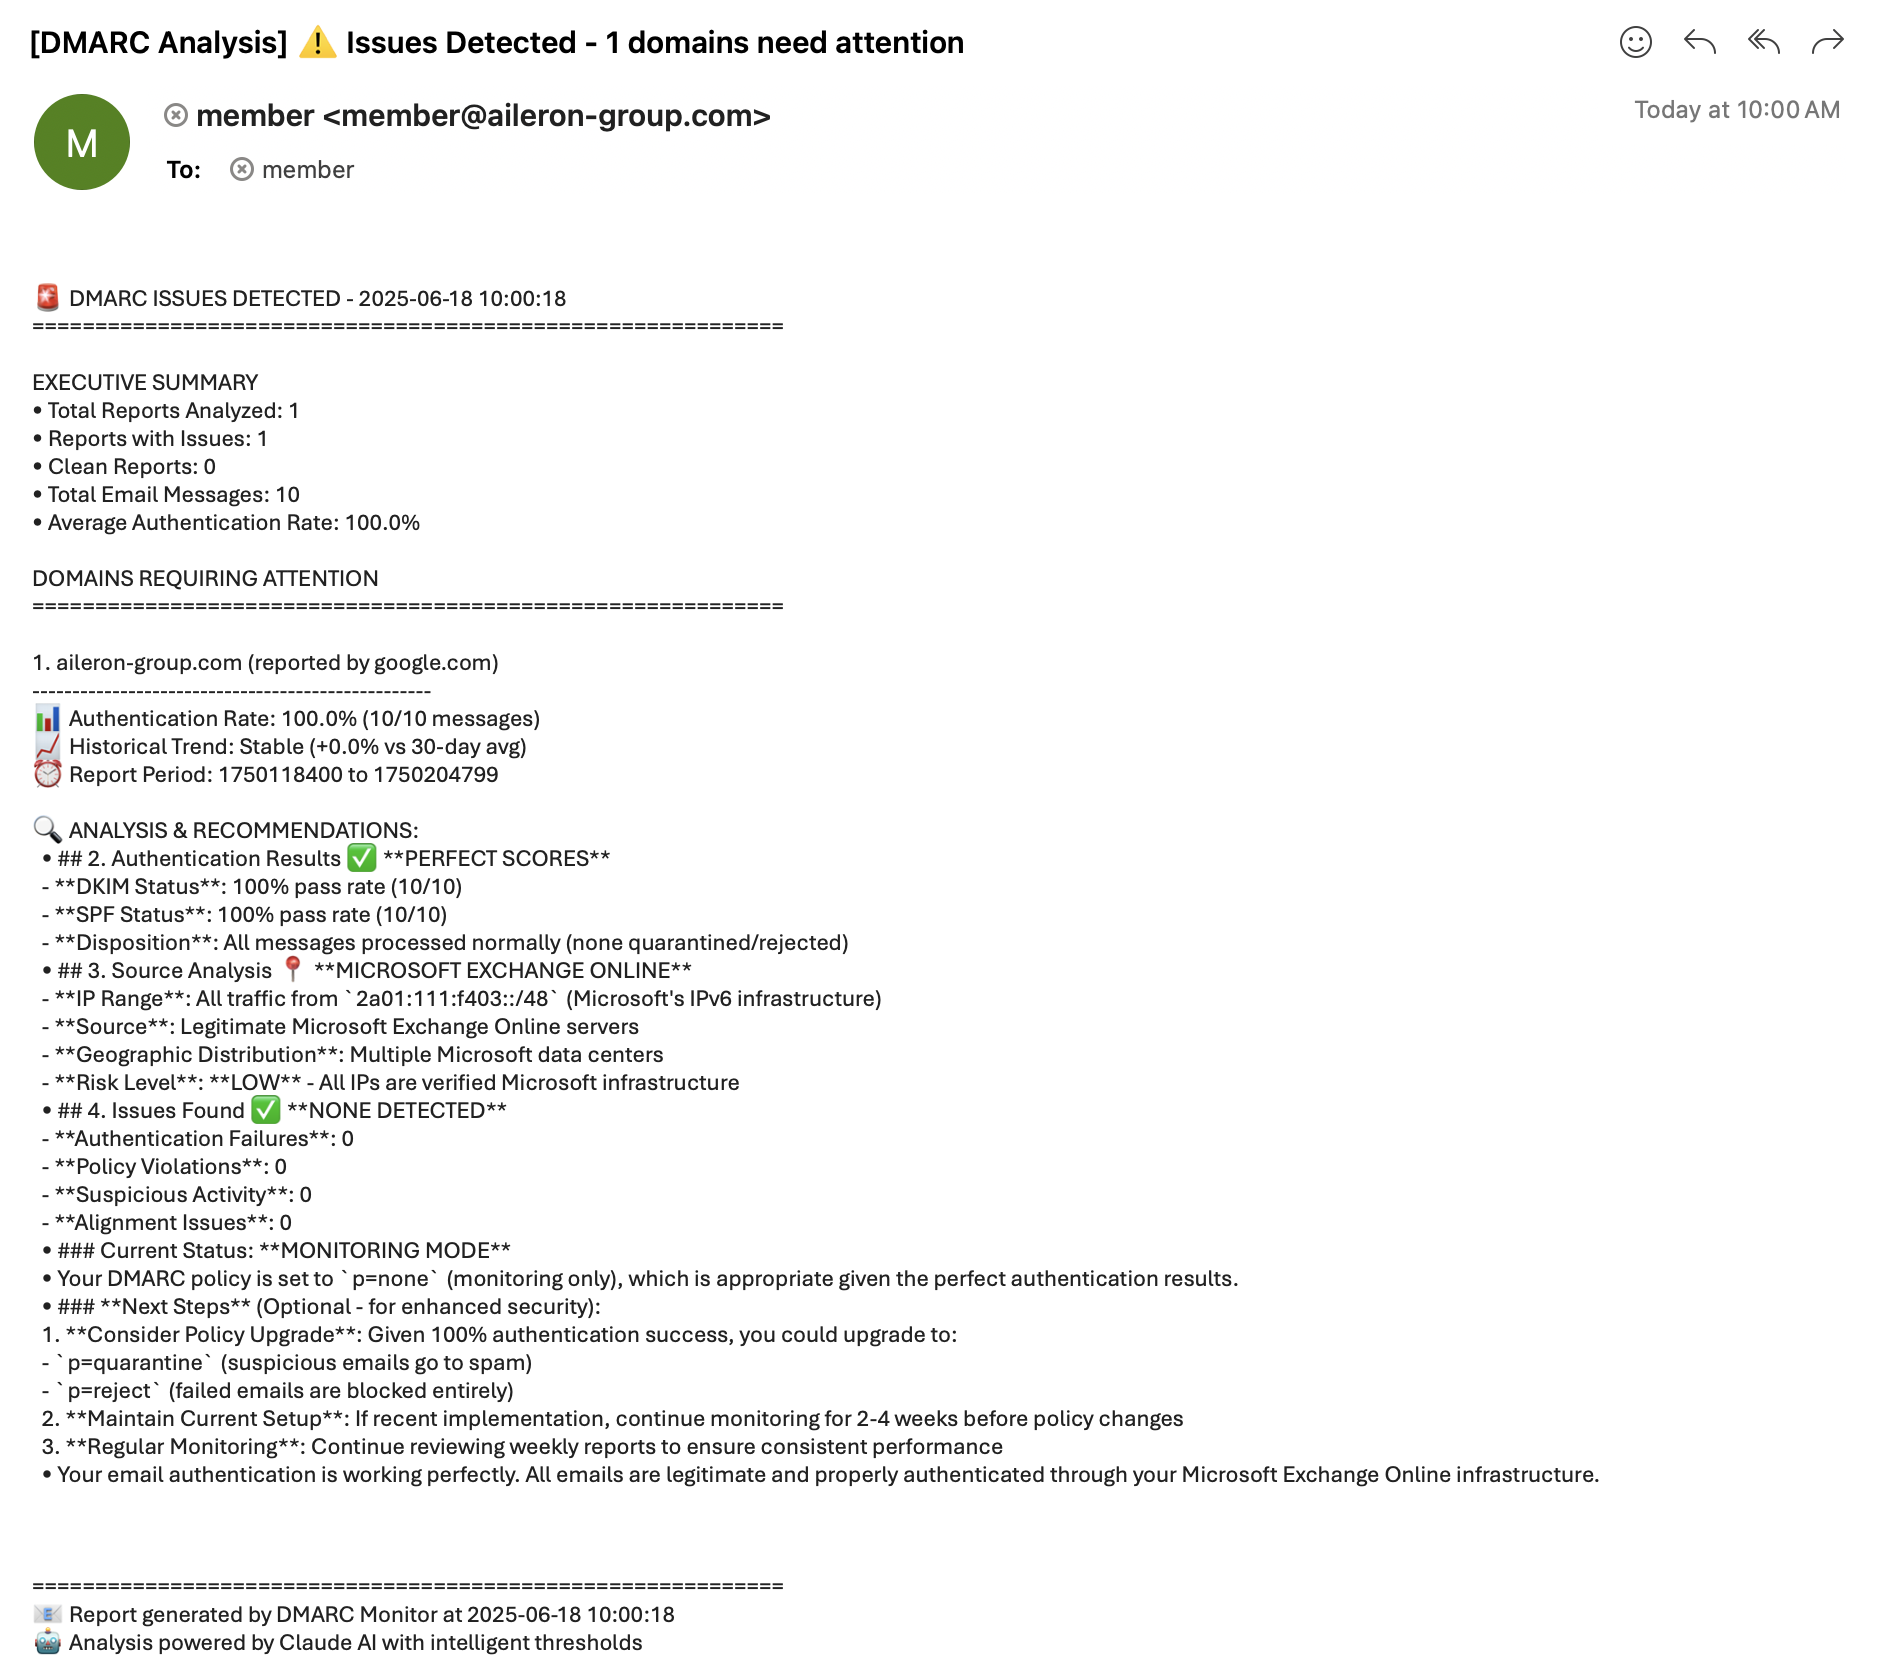 [DMARC Analysis] ⚠️ Issues Detected - 1 domains need attention
member <member@aileron-group.com>
Today at 10:00 AM
M
To: member
🚨 DMARC ISSUES DETECTED - 2025-06-18 10:00:18
============================================================
EXECUTIVE SUMMARY
• Total Reports Analyzed: 1
• Reports with Issues: 1
• Clean Reports: 0
• Total Email Messages: 10
• Average Authentication Rate: 100.0%
DOMAINS REQUIRING ATTENTION
============================================================
1. aileron-group.com (reported by google.com)
--------------------------------------------------
📊 Authentication Rate: 100.0% (10/10 messages)
📈 Historical Trend: Stable (+0.0% vs 30-day avg)
⏰ Report Period: 1750118400 to 1750204799
🔍 ANALYSIS & RECOMMENDATIONS:
• ## 2. Authentication Results ✅ **PERFECT SCORES**
- **DKIM Status**: 100% pass rate (10/10)
- **SPF Status**: 100% pass rate (10/10)
- **Disposition**: All messages processed normally (none quarantined/rejected)
• ## 3. Source Analysis 📍 **MICROSOFT EXCHANGE ONLINE**
- **IP Range**: All traffic from `2a01:111:f403::/48` (Microsoft's IPv6 infrastructure)
- **Source**: Legitimate Microsoft Exchange Online servers
- **Geographic Distribution**: Multiple Microsoft data centers
- **Risk Level**: **LOW** - All IPs are verified Microsoft infrastructure
• ## 4. Issues Found ✅ **NONE DETECTED**
- **Authentication Failures**: 0
- **Policy Violations**: 0
- **Suspicious Activity**: 0
- **Alignment Issues**: 0
• ### Current Status: **MONITORING MODE**
• Your DMARC policy is set to `p=none` (monitoring only), which is appropriate given the perfect authentication results.
• ### **Next Steps** (Optional - for enhanced security):
1. **Consider Policy Upgrade**: Given 100% authentication success, you could upgrade to:
- `p=quarantine` (suspicious emails go to spam)
- `p=reject` (failed emails are blocked entirely)
2. **Maintain Current Setup**: If recent implementation, continue monitoring for 2-4 weeks before policy changes
3. **Regular Monitoring**: Continue reviewing weekly reports to ensure consistent performance
• Your email authentication is working perfectly. All emails are legitimate and properly authenticated through your Microsoft Exchange Online infrastructure.
============================================================
📧 Report generated by DMARC Monitor at 2025-06-18 10:00:18
🤖 Analysis powered by Claude AI with intelligent thresholds